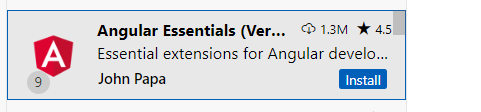 Angular Essentials (Ver... 1.3M 4.5
Essential extensions for Angular develo...
9 John Papa Install